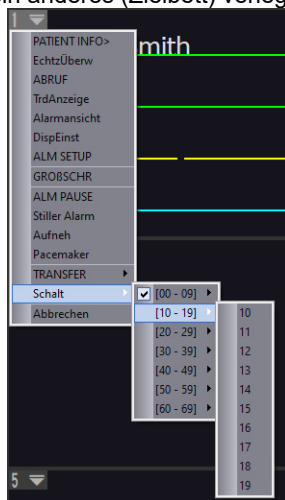 ein anderes (Zielbett) verleg
1
mith
PATIENT INFO>
EchtzÜberw
ABRUF
TrdAnzeige
Alarmansicht
DispEinst
ALM SETUP
GROßSCHR
ALM PAUSE
Stiller Alarm
Aufneh
Pacemaker
TRANSFER
Schalt
Abbrechen
[00 - 09]
[10 - 19]
[20 - 29]
[30 - 39]
[40 - 49]
[50 - 59]
[60 - 69]
10
11
12
13
14
15
16
17
18
19
5